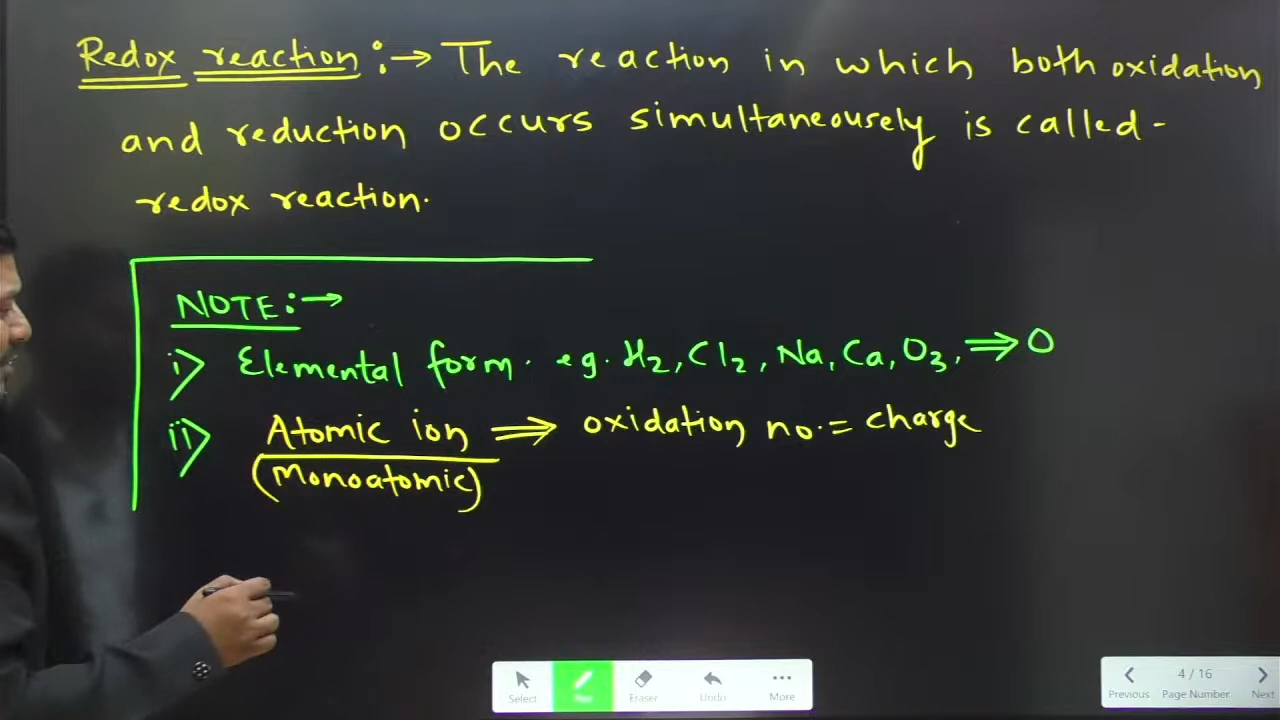 Redox reaction :→ The reaction in which both oxidation
and reduction occurs simultaneousely is called -
redox reaction.
NOTE:→
i) Elemental form. eg. H₂, Cl₂, Na, Ca, O₃, ⇒ 0
ii) Atomic ion ⇒ oxidation no. = charge
(Monoatomic)
Select
Pen
Eraser
Undo
More
Previous
4 / 16
Page Number
Next